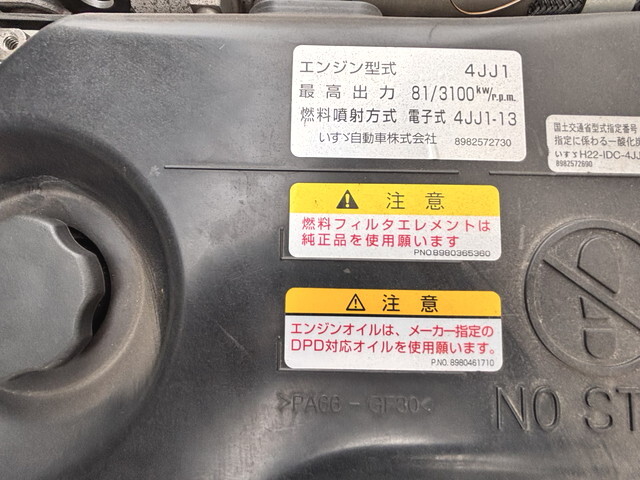 エンジン型式 4JJ1
最高出力 81/3100kw/r.p.m.
燃料噴射方式 電子式 4JJ1-13
いすゞ自動車株式会社 8982572730
国土交通省型式指定番号
指定に係わる一酸化炭
いすゞH22-IDC-4JJ
8982572690
注意
燃料フィルタエレメントは
純正品を使用願います
PNO.8980365360
注意
エンジンオイルは、メーカー指定の
DPD対応オイルを使用願います。
P.NO. 8980461710
>PA66-GF30<
NO ST